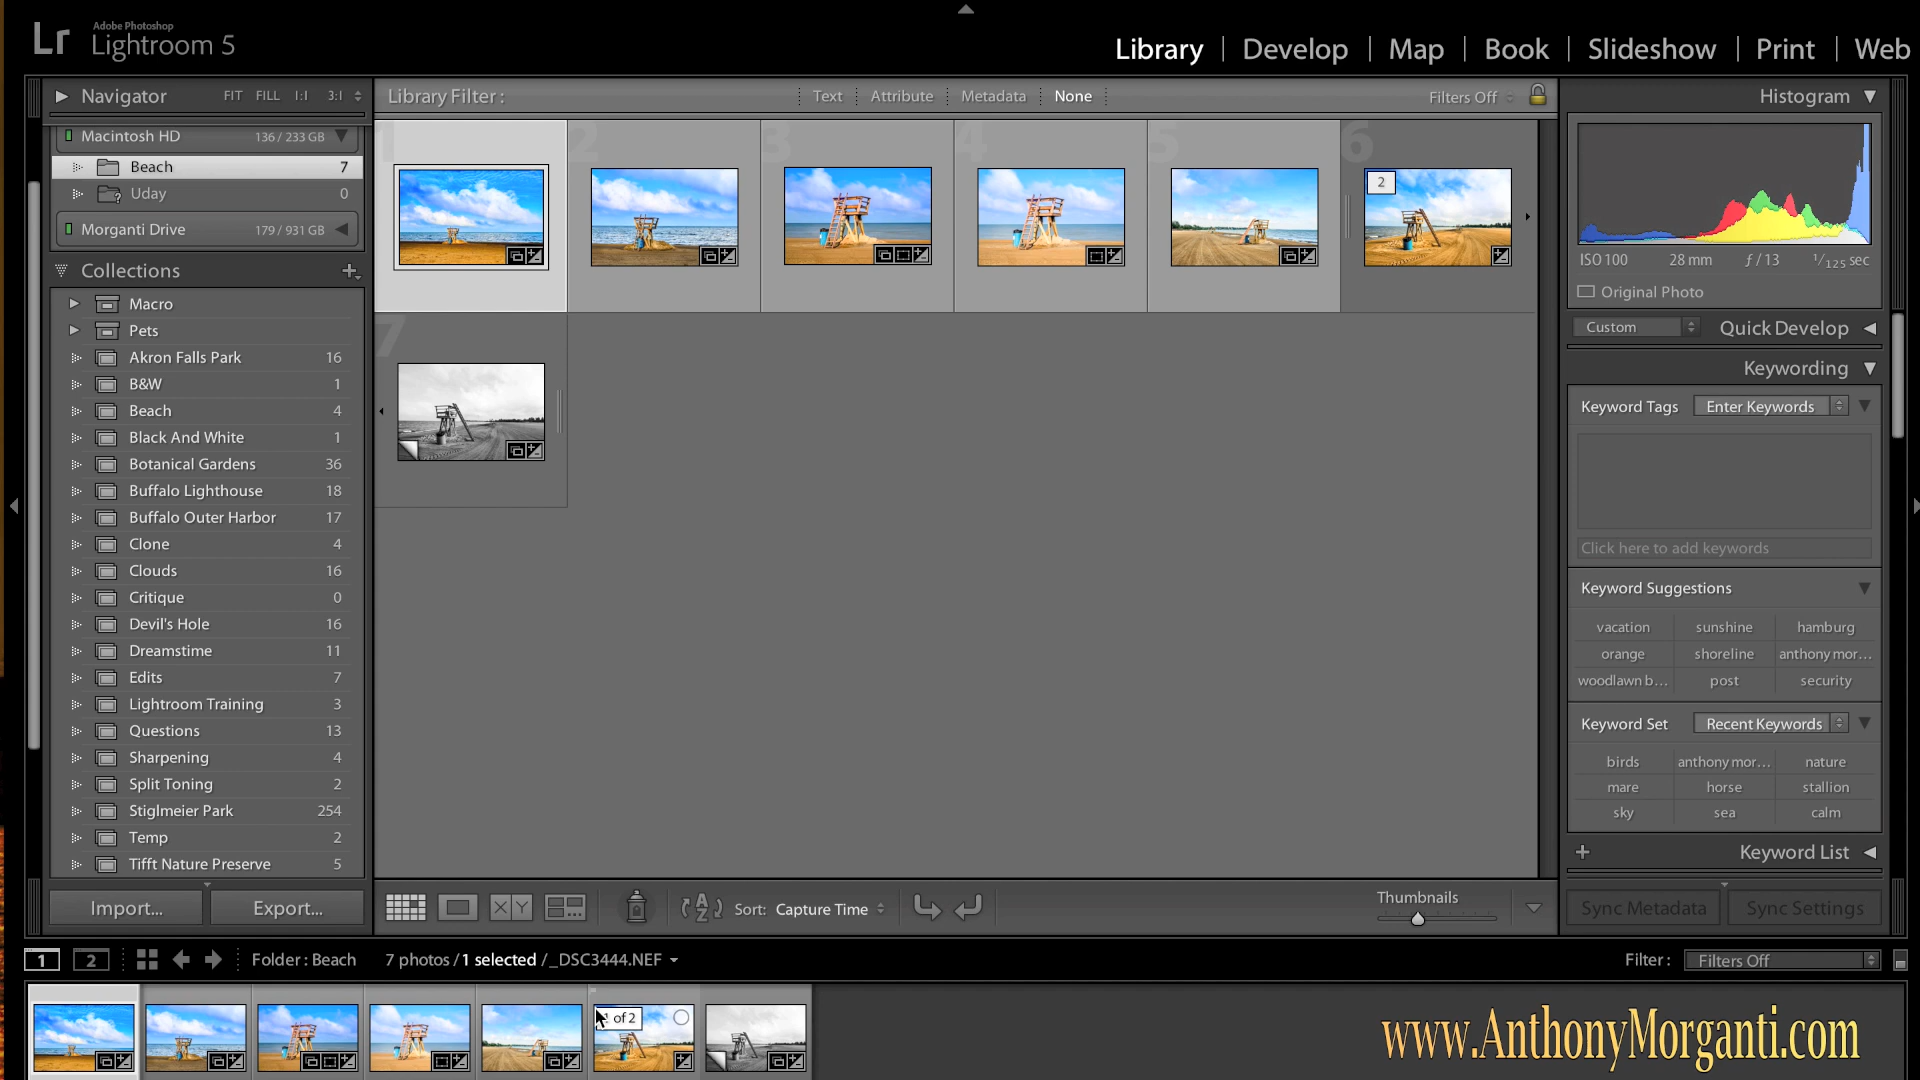 Adobe Photoshop
Lr Lightroom 5
Library | Develop | Map | Book | Slideshow | Print | Web
Navigator FIT FILL 1:1 3:1
Macintosh HD 136 / 233 GB
Beach 7
Uday 0
Morganti Drive 179 / 931 GB
Collections
Macro
Pets
Akron Falls Park 16
B&W 1
Beach 4
Black And White 1
Botanical Gardens 36
Buffalo Lighthouse 18
Buffalo Outer Harbor 17
Clone 4
Clouds 16
Critique 0
Devil's Hole 16
Dreamstime 11
Edits 7
Lightroom Training 3
Questions 13
Sharpening 4
Split Toning 2
Stiglmeier Park 254
Temp 2
Tifft Nature Preserve 5
Import... Export...
Library Filter : Text Attribute Metadata None Filters Off
1 2 3 4 5 6
2
7
Sort: Capture Time
Thumbnails
Histogram
ISO 100 28 mm ƒ / 13 1/125 sec
Original Photo
Custom Quick Develop
Keywording
Keyword Tags Enter Keywords
Click here to add keywords
Keyword Suggestions
vacation sunshine hamburg
orange shoreline anthony mor...
woodlawn b... post security
Keyword Set Recent Keywords
birds anthony mor... nature
mare horse stallion
sky sea calm
+ Keyword List
Sync Metadata Sync Settings
1 2 Folder : Beach 7 photos / 1 selected / _DSC3444.NEF Filter : Filters Off
of 2
www.AnthonyMorganti.com